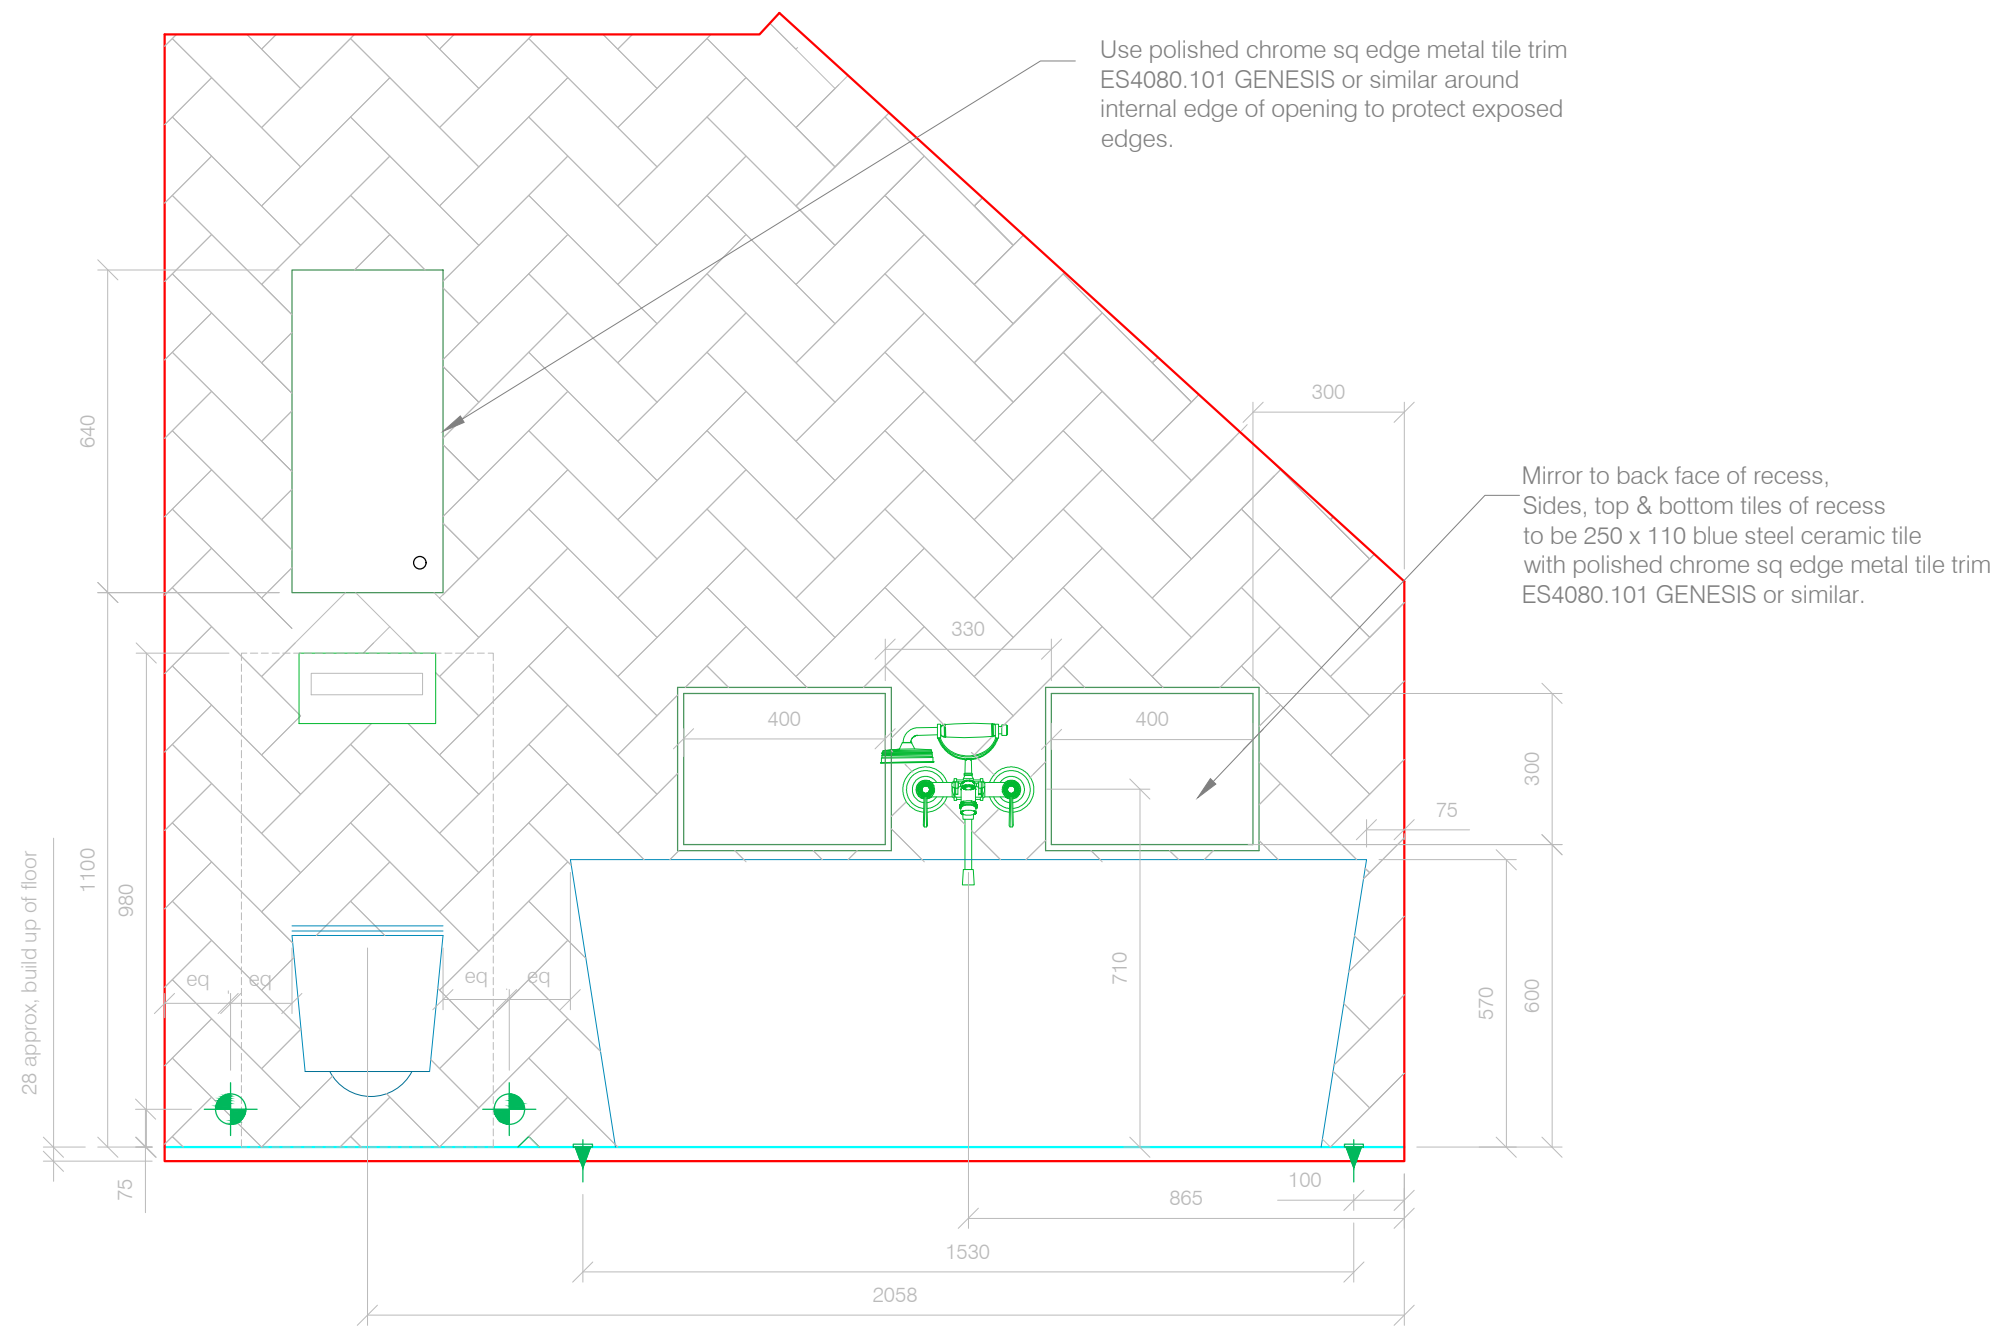 Use polished chrome sq edge metal tile trim
ES4080.101 GENESIS or similar around
internal edge of opening to protect exposed
edges.
300
640
Mirror to back face of recess,
Sides, top & bottom tiles of recess
to be 250 x 110 blue steel ceramic tile
with polished chrome sq edge metal tile trim
ES4080.101 GENESIS or similar.
330
400
400
300
75
1100
980
28 approx, build up of floor
eq
eq
eq
eq
710
570
600
75
100
865
1530
2058